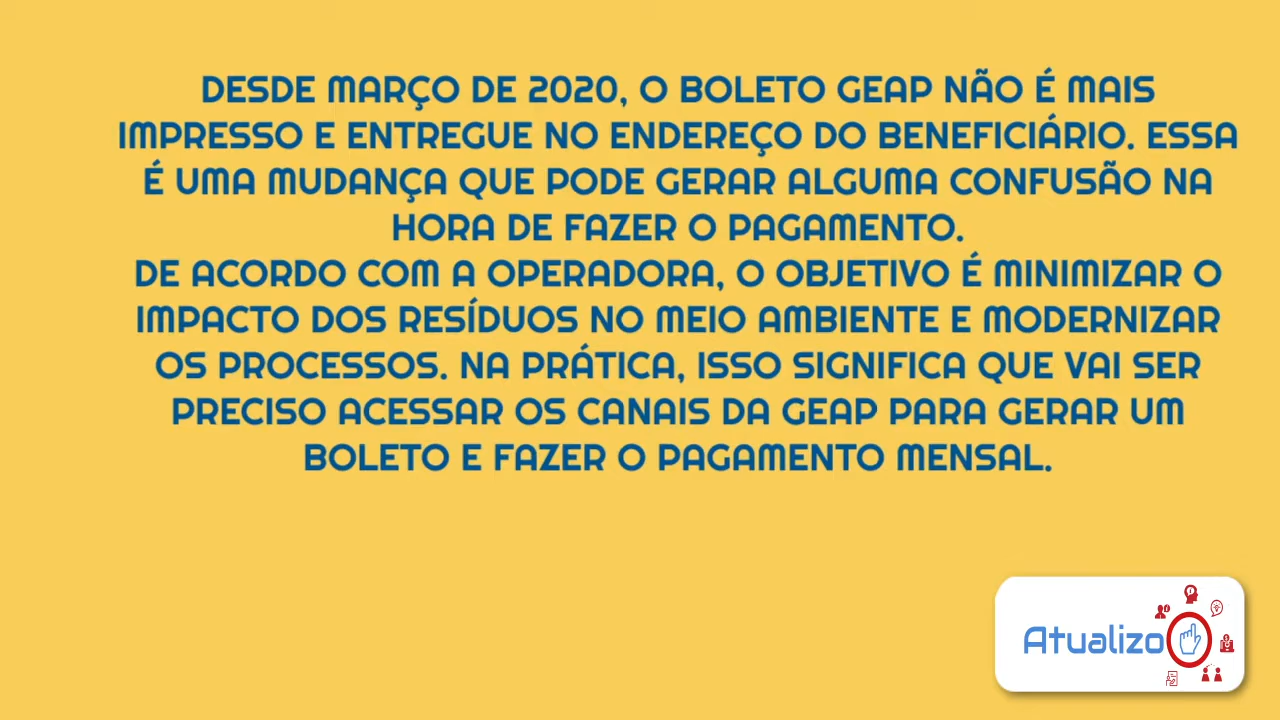 DESDE MARÇO DE 2020, O BOLETO GEAP NÃO É MAIS
IMPRESSO E ENTREGUE NO ENDEREÇO DO BENEFICIÁRIO. ESSA
É UMA MUDANÇA QUE PODE GERAR ALGUMA CONFUSÃO NA
HORA DE FAZER O PAGAMENTO.
DE ACORDO COM A OPERADORA, O OBJETIVO É MINIMIZAR O
IMPACTO DOS RESÍDUOS NO MEIO AMBIENTE E MODERNIZAR
OS PROCESSOS. NA PRÁTICA, ISSO SIGNIFICA QUE VAI SER
PRECISO ACESSAR OS CANAIS DA GEAP PARA GERAR UM
BOLETO E FAZER O PAGAMENTO MENSAL.
Atualizo